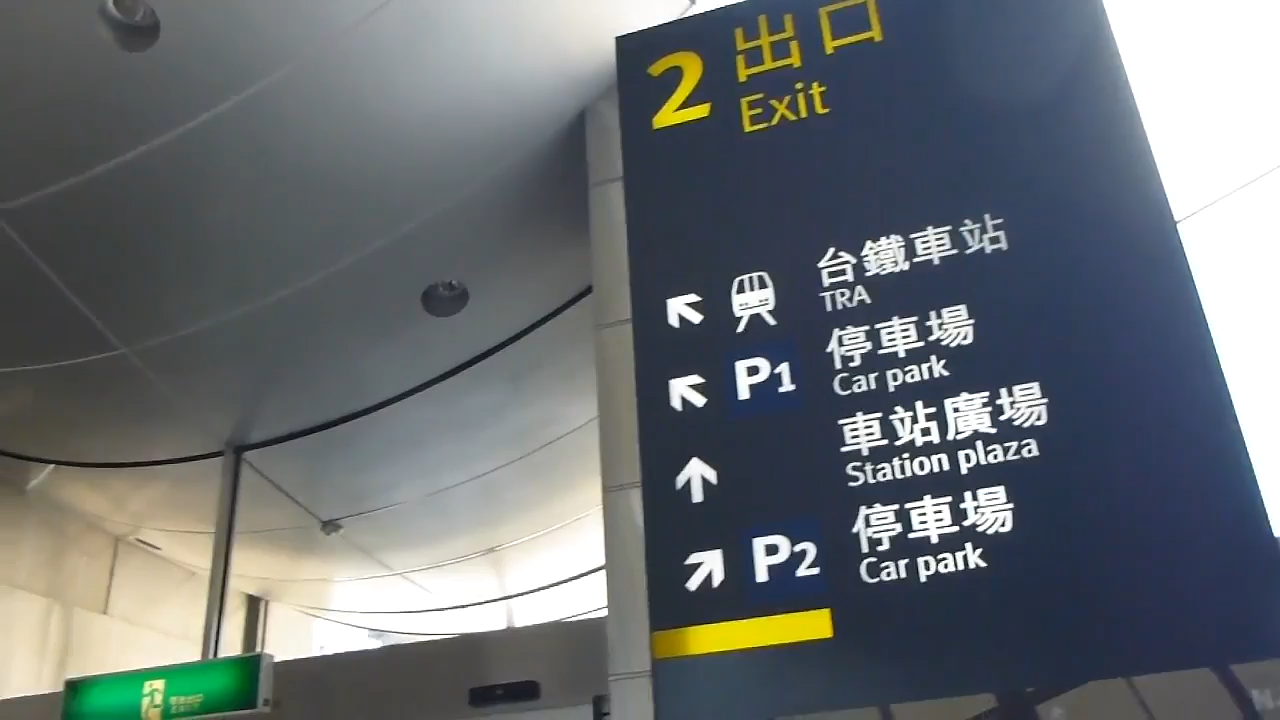 2 出口
Exit
台鐵車站
TRA
P1 停車場
Car park
車站廣場
Station plaza
P2 停車場
Car park